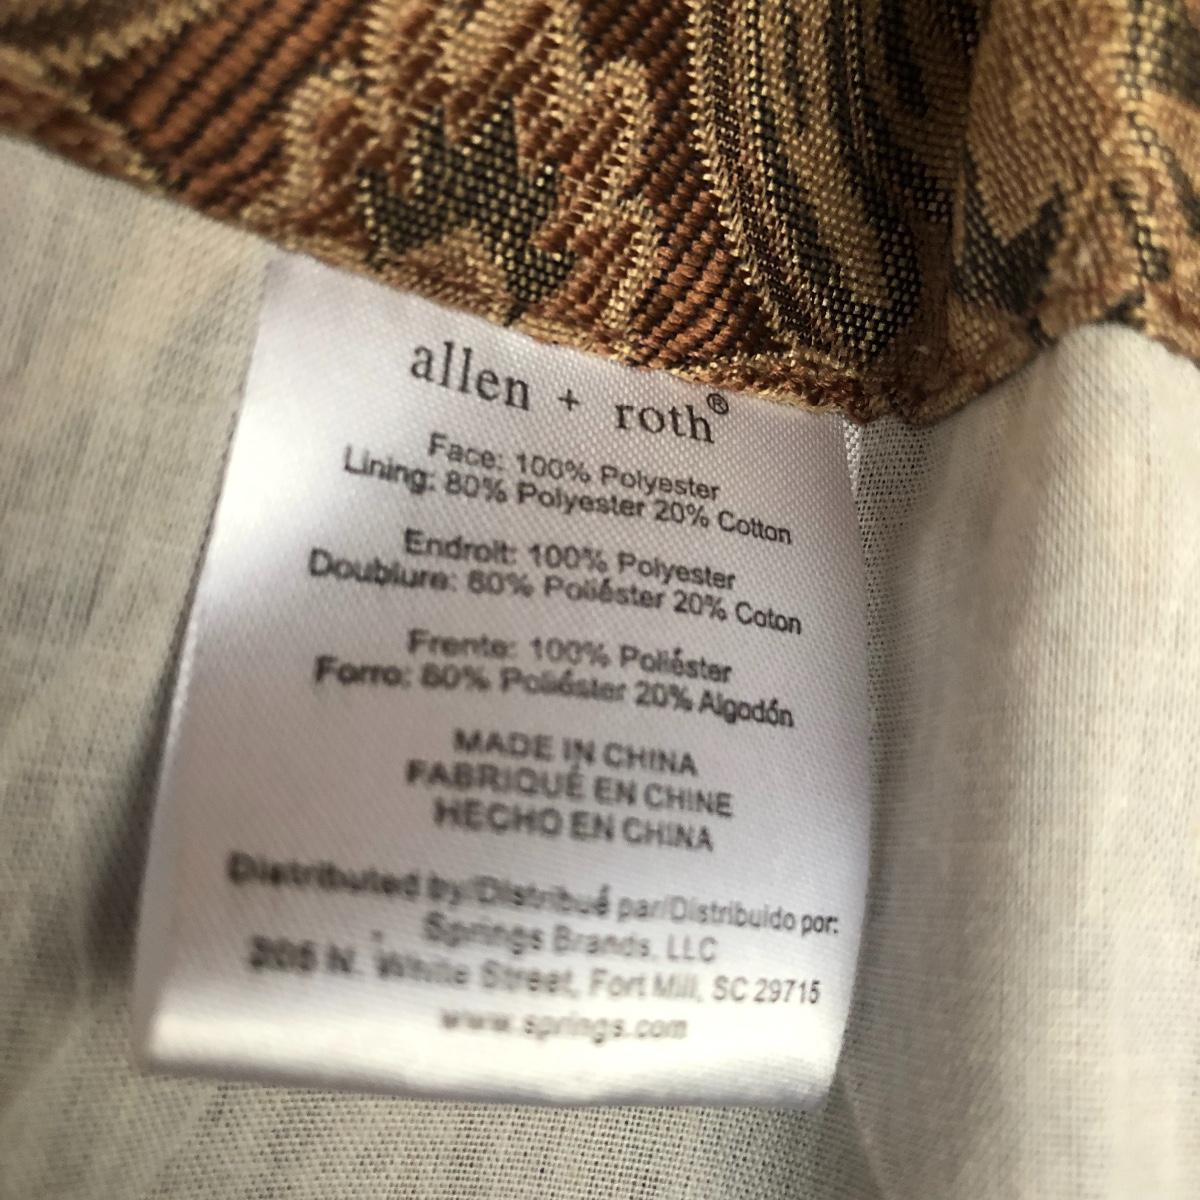 allen + roth®
Face: 100% Polyester
Lining: 80% Polyester 20% Cotton
Endroit: 100% Polyester
Doublure: 80% Poliéster 20% Coton
Frente: 100% Poliéster
Forro: 80% Poliéster 20% Algodón
MADE IN CHINA
FABRIQUÉ EN CHINE
HECHO EN CHINA
Distributed by/Distribué par/Distribuido por:
Springs Brands, LLC
N. White Street, Fort Mill, SC 29715
www.springs.com